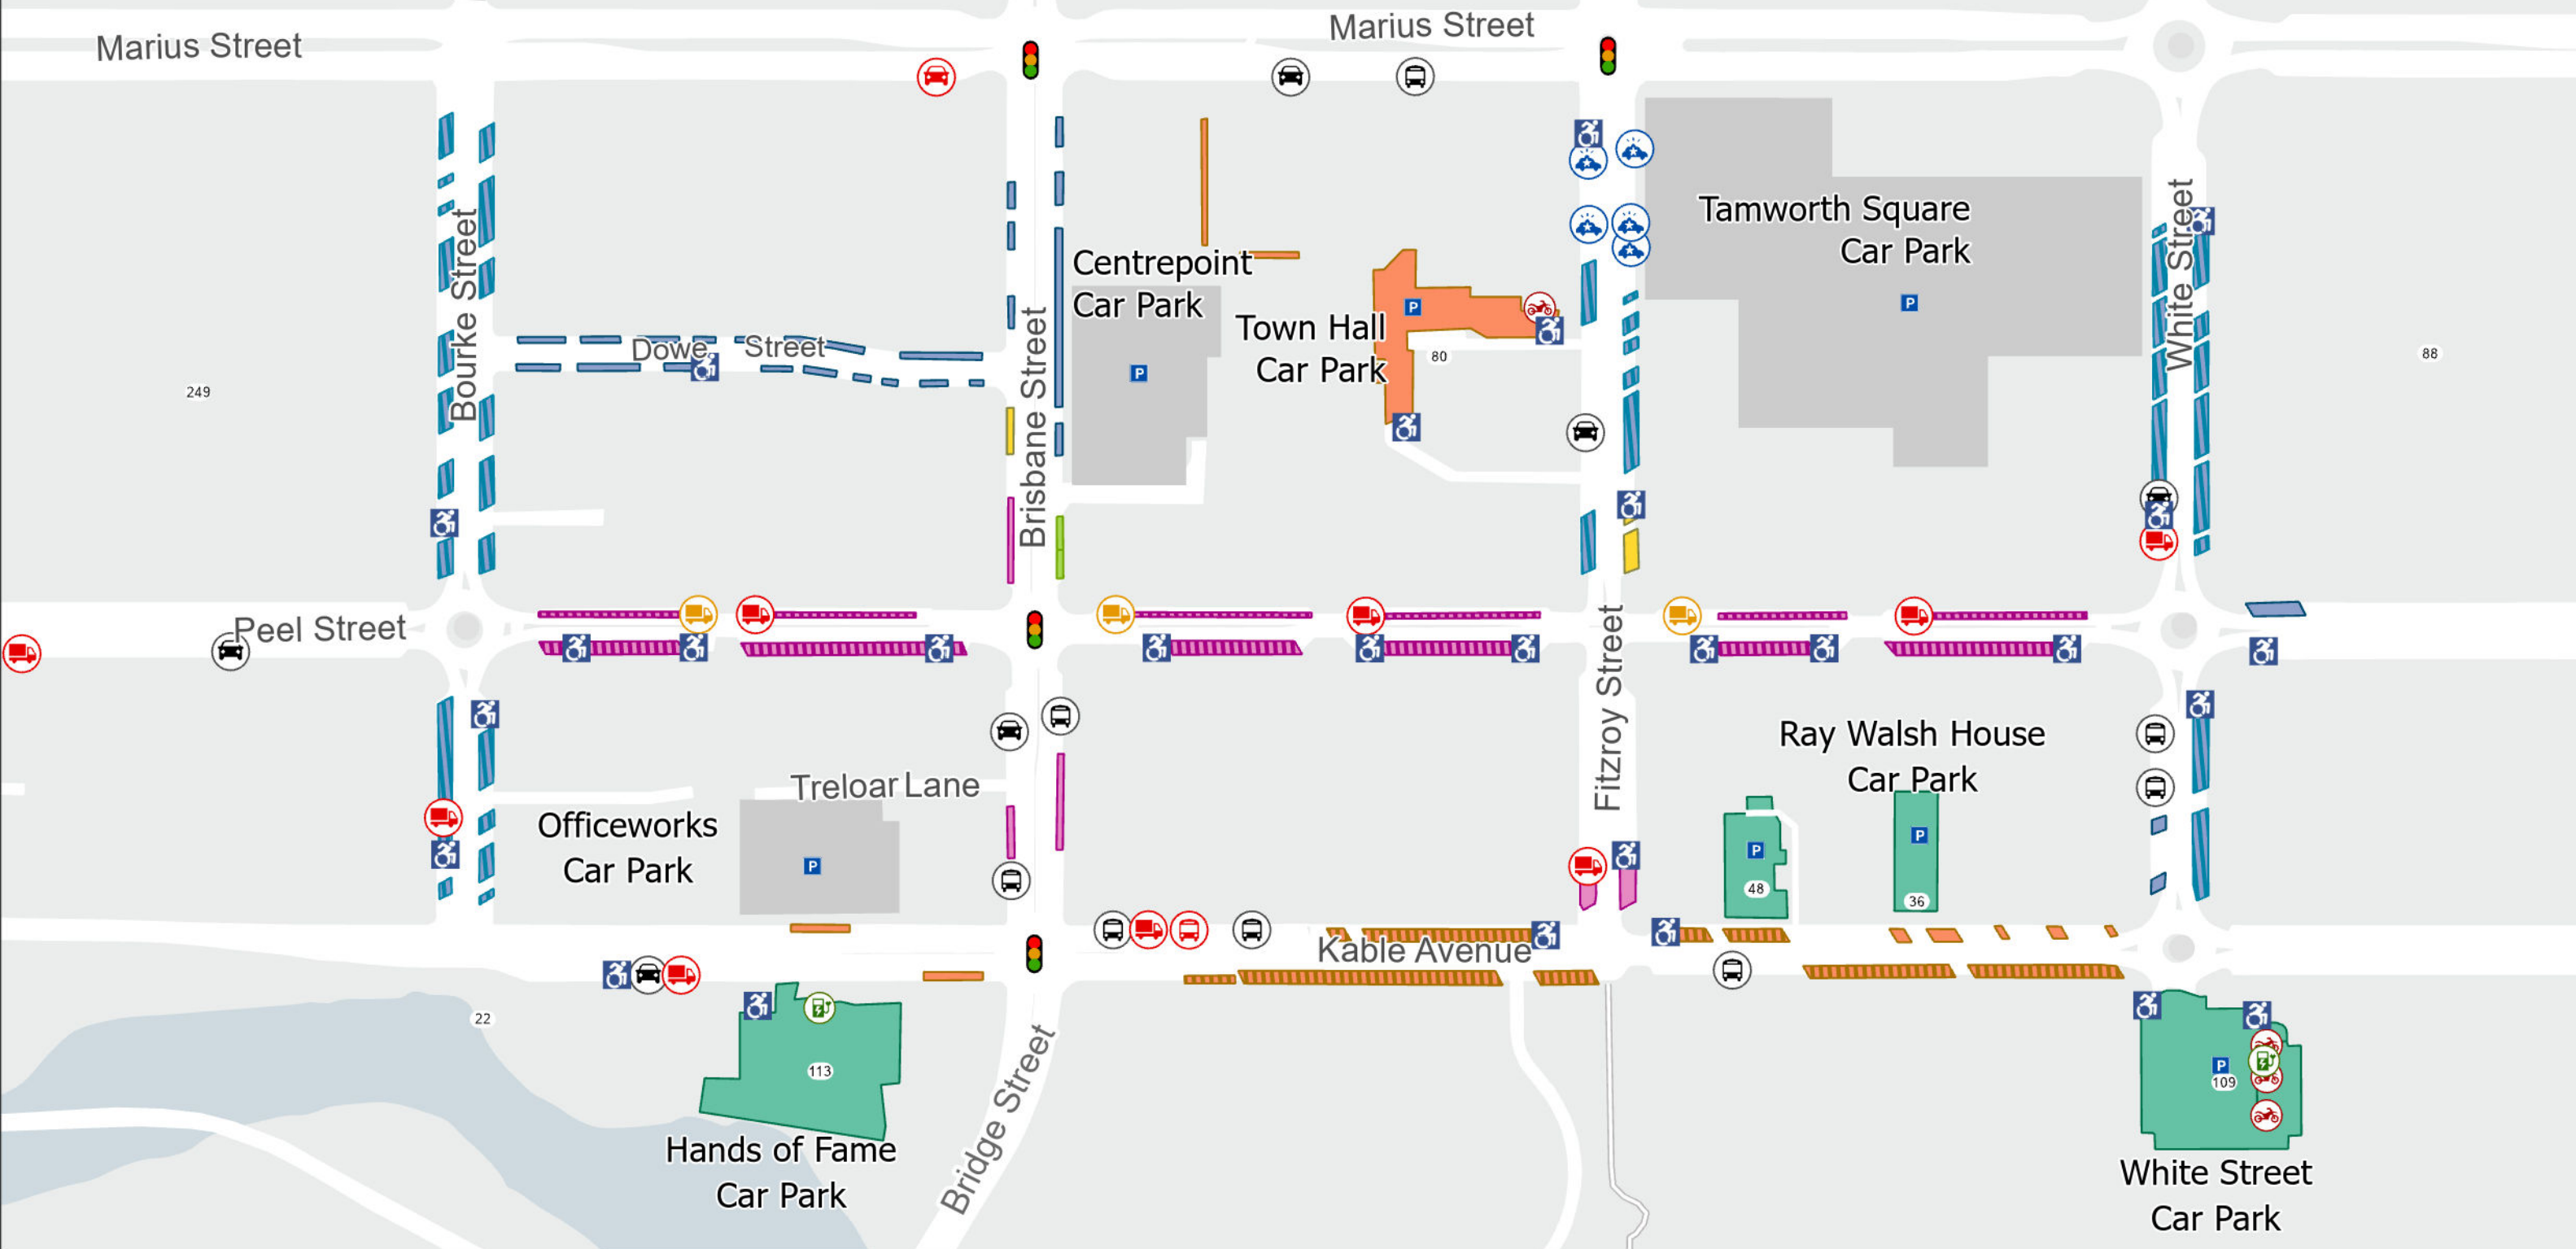 Marius Street
Marius Street
Tamworth Square
Car Park
P
Bourke Street
Brisbane Street
White Street
Centrepoint
Car Park
P
Town Hall
Car Park
P
80
Dowe Street
P
249
88
Peel Street
Fitzroy Street
Ray Walsh House
Car Park
P
36
P
48
Treloar Lane
Officeworks
Car Park
P
Kable Avenue
22
113
Hands of Fame
Car Park
Bridge Street
P
109
White Street
Car Park